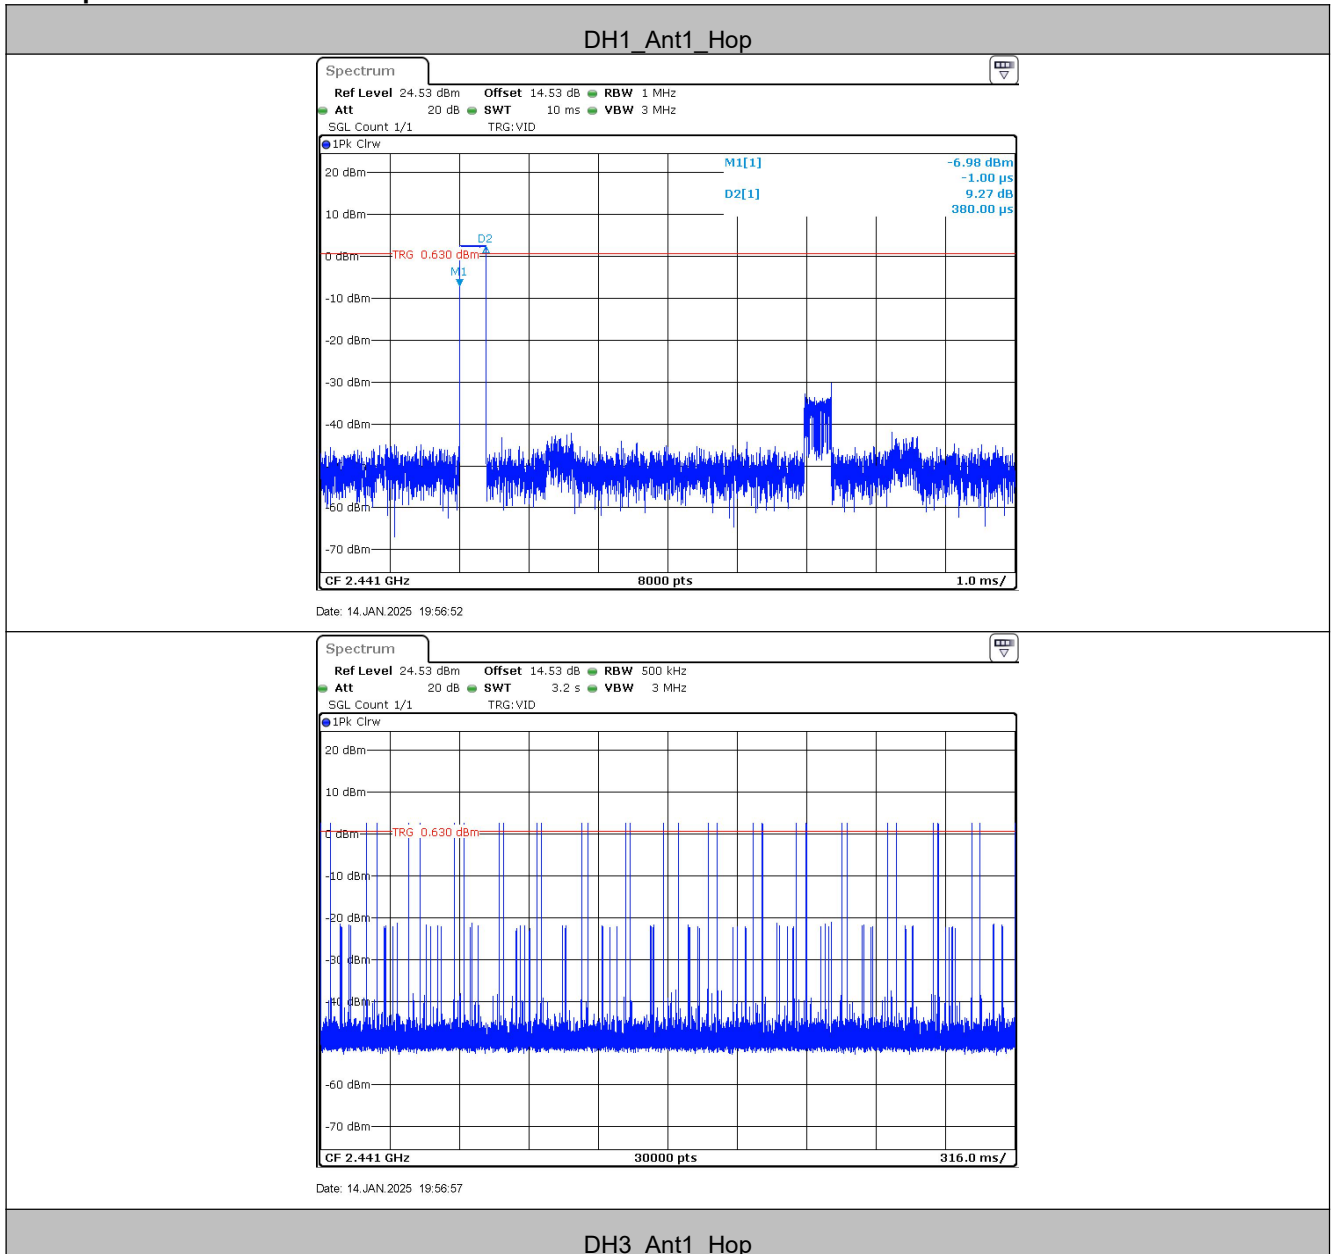 DH1_Ant1_Hop
Spectrum
Ref Level 24.53 dBm Offset 14.53 dB RBW 1 MHz
Att 20 dB SWT 10 ms VBW 3 MHz
SGL Count 1/1 TRG:VID
1Pk Clrw
M1[1] -6.98 dBm
-1.00 µs
D2[1] 9.27 dB
380.00 µs
20 dBm
10 dBm
D2
0 dBm TRG 0.630 dBm
M1
-10 dBm
-20 dBm
-30 dBm
-40 dBm
-60 dBm
-70 dBm
CF 2.441 GHz 8000 pts 1.0 ms/
Date: 14.JAN.2025 19:56:52
Spectrum
Ref Level 24.53 dBm Offset 14.53 dB RBW 500 kHz
Att 20 dB SWT 3.2 s VBW 3 MHz
SGL Count 1/1 TRG:VID
1Pk Clrw
20 dBm
10 dBm
0 dBm TRG 0.630 dBm
-10 dBm
-20 dBm
-30 dBm
-40 dBm
-60 dBm
-70 dBm
CF 2.441 GHz 30000 pts 316.0 ms/
Date: 14.JAN.2025 19:56:57
DH3_Ant1_Hop